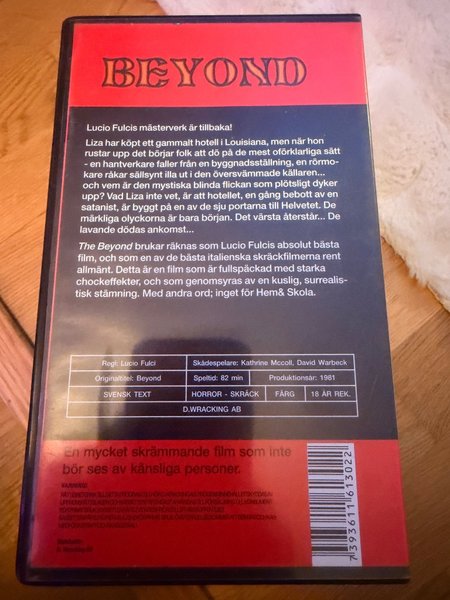 BEYOND
Lucio Fulcis mästerverk är tillbaka!
Liza har köpt ett gammalt hotell i Louisiana, men när hon
rustar upp det börjar folk att dö på de mest oförklarliga sätt
- en hantverkare faller från en byggnadsställning, en rörmo-
kare råkar sällsynt illa ut i den översvämmade källaren...
och vem är den mystiska blinda flickan som plötsligt dyker
upp? Vad Liza inte vet, är att hotellet, en gång bebott av en
satanist, är byggt på en av de sju portarna till Helvetet. De
märkliga olyckorna är bara början. Det värsta återstår... De
lavande dödas ankomst...
The Beyond brukar räknas som Lucio Fulcis absolut bästa
film, och som en av de bästa italienska skräckfilmerna rent
allmänt. Detta är en film som är fullspäckad med starka
chockeffekter, och som genomsyras av en kuslig, surrealis-
tisk stämning. Med andra ord; inget för Hem& Skola.
Regi: Lucio Fulci Skådespelare: Kathrine Mccoll, David Warbeck
Originaltitel: Beyond Speltid: 82 min Produktionsår: 1981
SVENSK TEXT HORROR - SKRÄCK FÄRG 18 ÅR REK.
D.WRACKING AB
En mycket skrämmande film som inte
bör ses av känsliga personer.
7393611613022